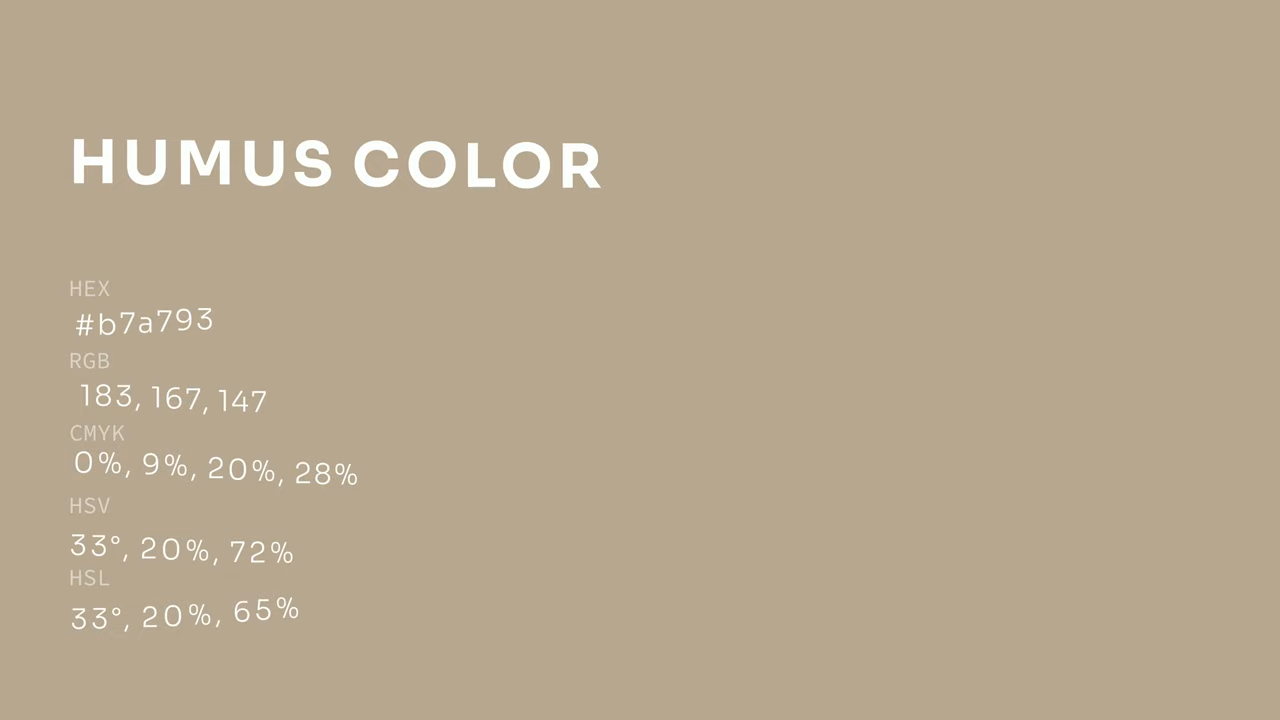 HUMUS COLOR
HEX
#b7a793
RGB
183, 167, 147
CMYK
0%, 9%, 20%, 28%
HSV
33°, 20%, 72%
HSL
33°, 20%, 65%